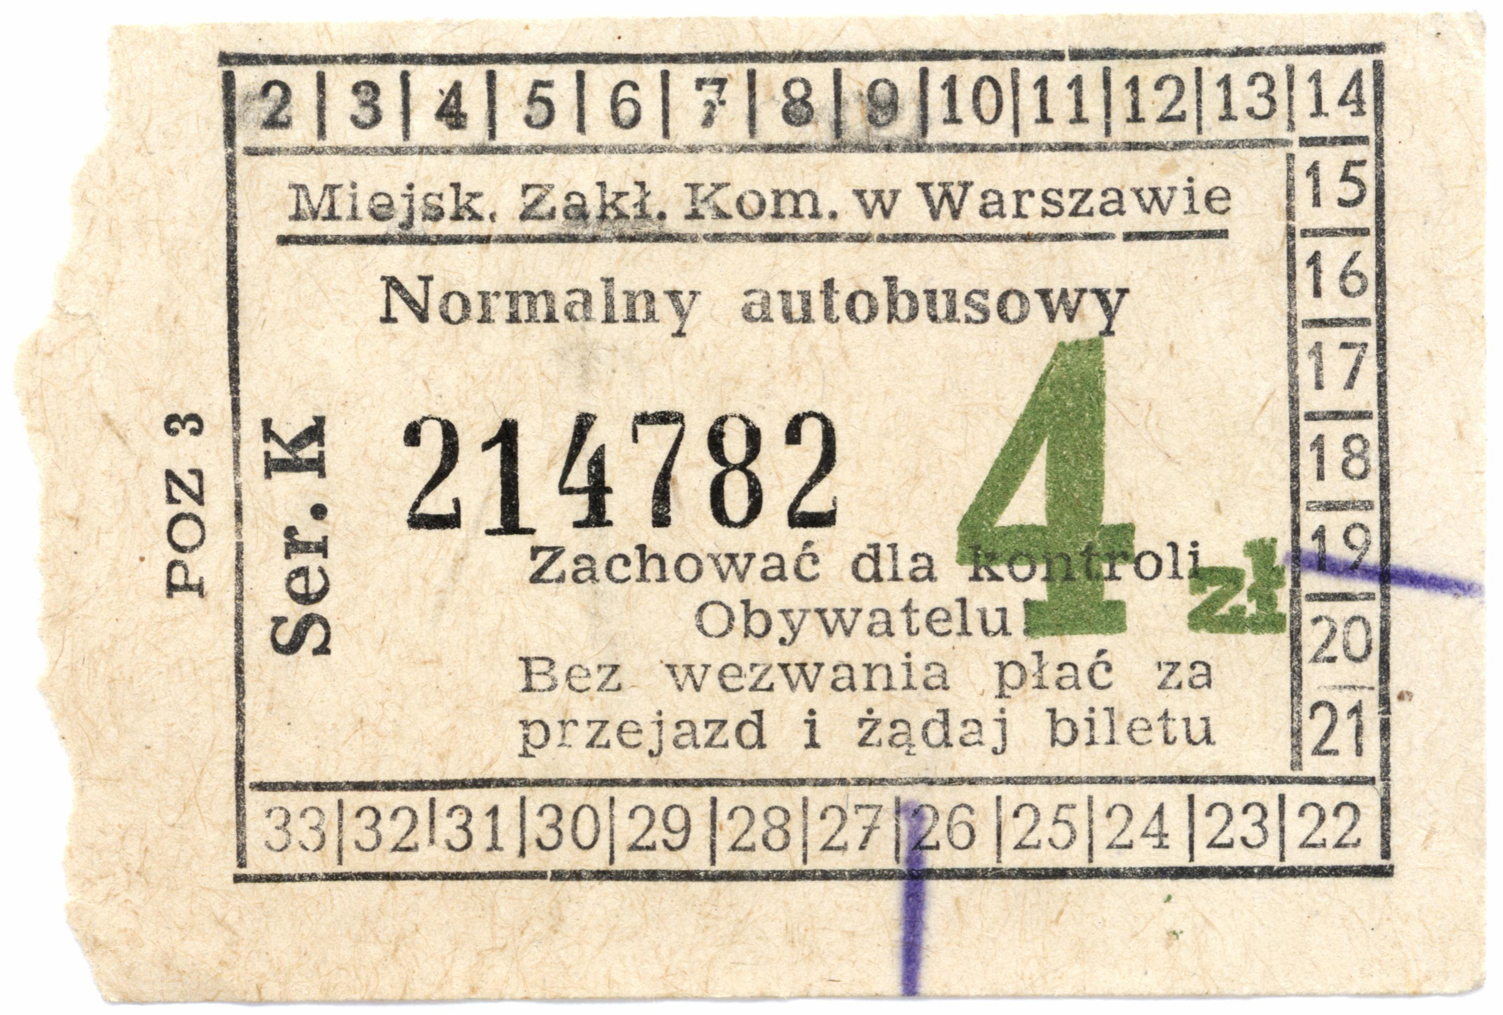 2|3|4|5|6|7|8|9|10|11|12|13|14
Miejsk. Zakł. Kom. w Warszawie
15
16
17
18
19
20
21
Normalny autobusowy
POZ 3
Ser. K
214782
4 zł
Zachować dla kontroli
Obywatelu!
Bez wezwania płać za
przejazd i żądaj biletu
33|32|31|30|29|28|27|26|25|24|23|22